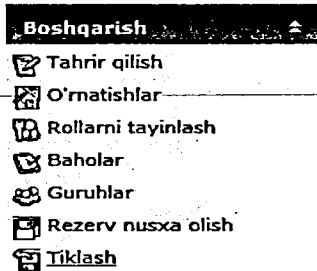 Boshqarish
Tahrir qilish
O'rnatishlar
Rollarni tayinlash
Baholar
Guruhlar
Rezerv nusxa olish
Tiklash